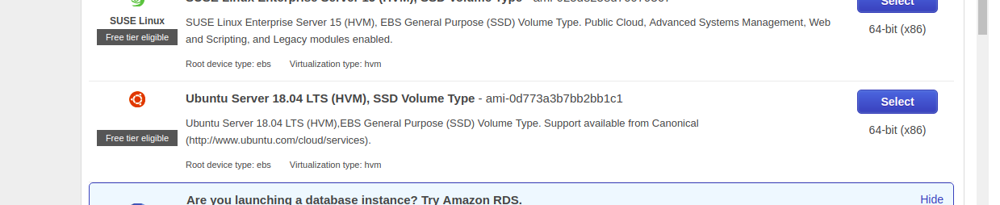 SUSE Linux Enterprise Server 15 (HVM), SSD Volume Type
Select
SUSE Linux
Free tier eligible
SUSE Linux Enterprise Server 15 (HVM), EBS General Purpose (SSD) Volume Type. Public Cloud, Advanced Systems Management, Web
and Scripting, and Legacy modules enabled.
64-bit (x86)
Root device type: ebs Virtualization type: hvm
Ubuntu Server 18.04 LTS (HVM), SSD Volume Type - ami-0d773a3b7bb2bb1c1
Select
Free tier eligible
Ubuntu Server 18.04 LTS (HVM),EBS General Purpose (SSD) Volume Type. Support available from Canonical
(http://www.ubuntu.com/cloud/services).
64-bit (x86)
Root device type: ebs Virtualization type: hvm
Are you launching a database instance? Try Amazon RDS.
Hide